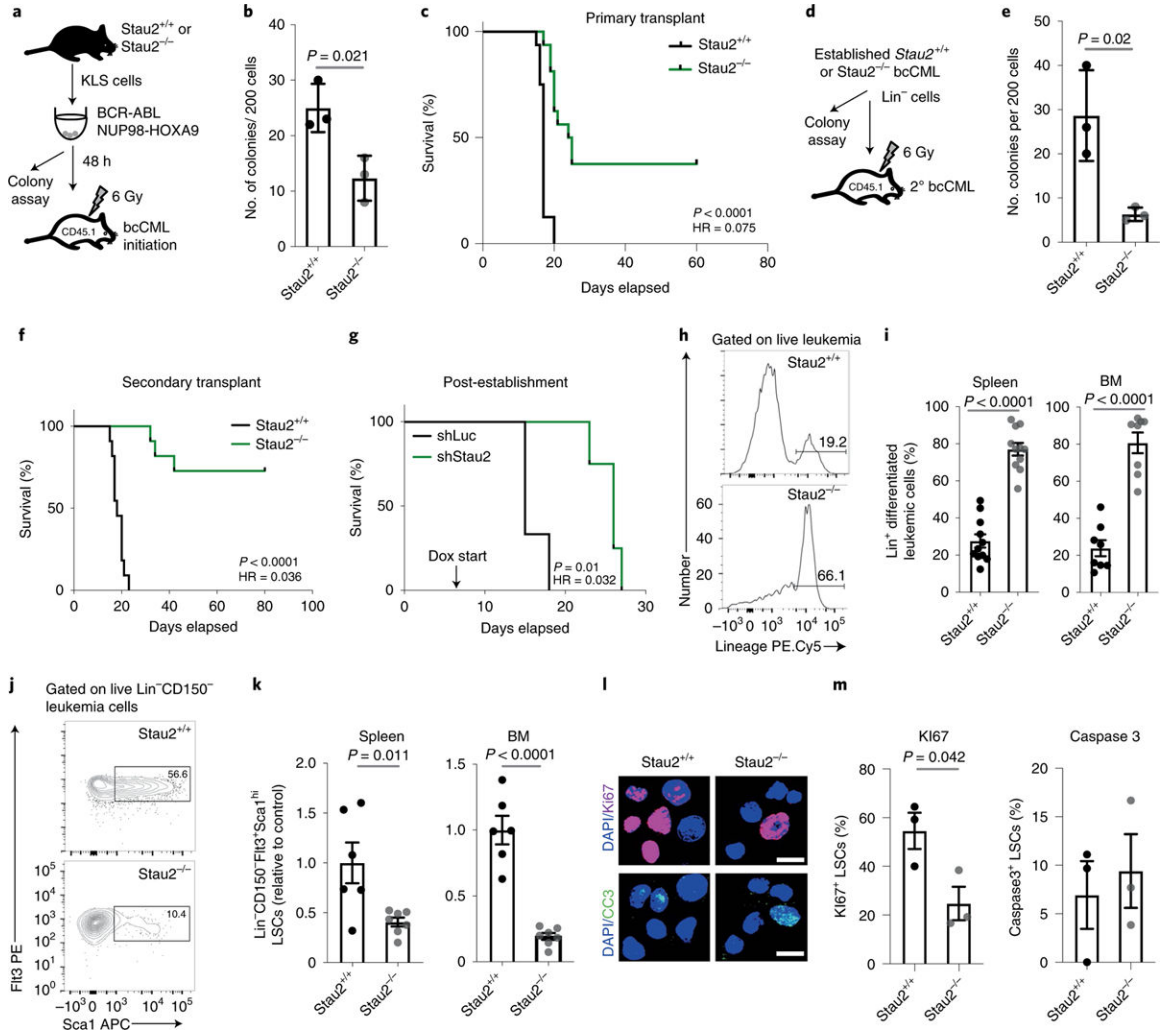 a
Stau2+/+ or
Stau2−/−
KLS cells
BCR-ABL
NUP98-HOXA9
48 h
Colony
assay
6 Gy
CD45.1
bcCML
initiation
b
No. of colonies/ 200 cells
40
30
20
10
0
P = 0.021
Stau2+/+
Stau2−/−
c
Primary transplant
Survival (%)
100
50
0
Stau2+/+
Stau2−/−
P < 0.0001
HR = 0.075
0 20 40 60 80
Days elapsed
d
Established Stau2+/+
or Stau2−/− bcCML
Lin− cells
Colony
assay
6 Gy
CD45.1
2° bcCML
e
No. colonies per 200 cells
50
40
30
20
10
0
P = 0.02
Stau2+/+
Stau2−/−
f
Secondary transplant
Survival (%)
100
50
0
Stau2+/+
Stau2−/−
P < 0.0001
HR = 0.036
0 20 40 60 80 100
Days elapsed
g
Post-establishment
Survival (%)
100
50
0
shLuc
shStau2
Dox start
P = 0.01
HR = 0.032
0 10 20 30
Days elapsed
h
Gated on live leukemia
Stau2+/+
19.2
Stau2−/−
60
40
20
0
66.1
Number
−10³ 0 10³ 10⁴ 10⁵
Lineage PE.Cy5
i
Lin+ differentiated
leukemic cells (%)
Spleen
P < 0.0001
100
80
60
40
20
0
Stau2+/+
Stau2−/−
BM
P < 0.0001
100
80
60
40
20
0
Stau2+/+
Stau2−/−
j
Gated on live Lin−CD150−
leukemia cells
Stau2+/+
56.6
Stau2−/−
10.4
10⁵
10⁴
10³
10²
10¹
10⁰
Flt3 PE
−10³ 0 10³ 10⁴ 10⁵
Sca1 APC
k
Lin−CD150−Flt3+Sca1hi
LSCs (relative to control)
Spleen
P = 0.011
2.0
1.5
1.0
0.5
0
Stau2+/+
Stau2−/−
BM
P < 0.0001
1.5
1.0
0.5
0
Stau2+/+
Stau2−/−
l
Stau2+/+
Stau2−/−
DAPI/Ki67
DAPI/CC3
m
KI67
P = 0.042
KI67+ LSCs (%)
80
60
40
20
0
Stau2+/+
Stau2−/−
Caspase 3
Caspase3+ LSCs (%)
20
15
10
5
0
Stau2+/+
Stau2−/−